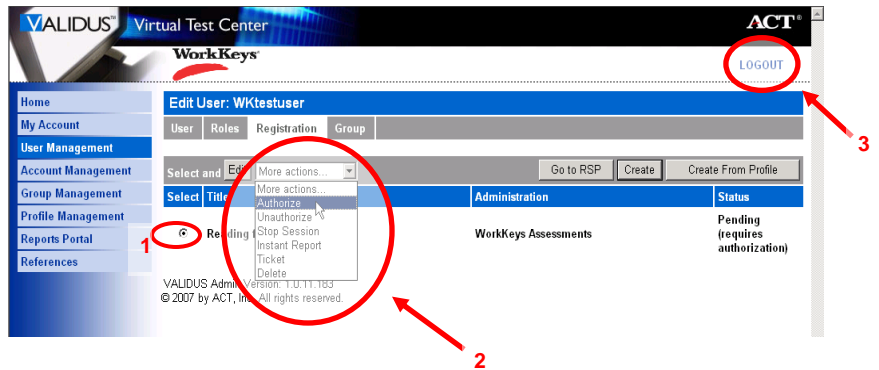 VALIDUS® Virtual Test Center ACT®
WorkKeys®
LOGOUT
Home
My Account
User Management
Account Management
Group Management
Profile Management
Reports Portal
References
Edit User: WKtestuser
User Roles Registration Group
3
Select and Edit More actions... Go to RSP Create Create From Profile
Select Title Administration Status
More actions...
Authorize
Unauthorize
Stop Session
Instant Report
Ticket
Delete
1
Reading WorkKeys Assessments Pending
(requires
authorization)
VALIDUS Admin Version: 1.0.11.183
© 2007 by ACT, Inc. All rights reserved.
2